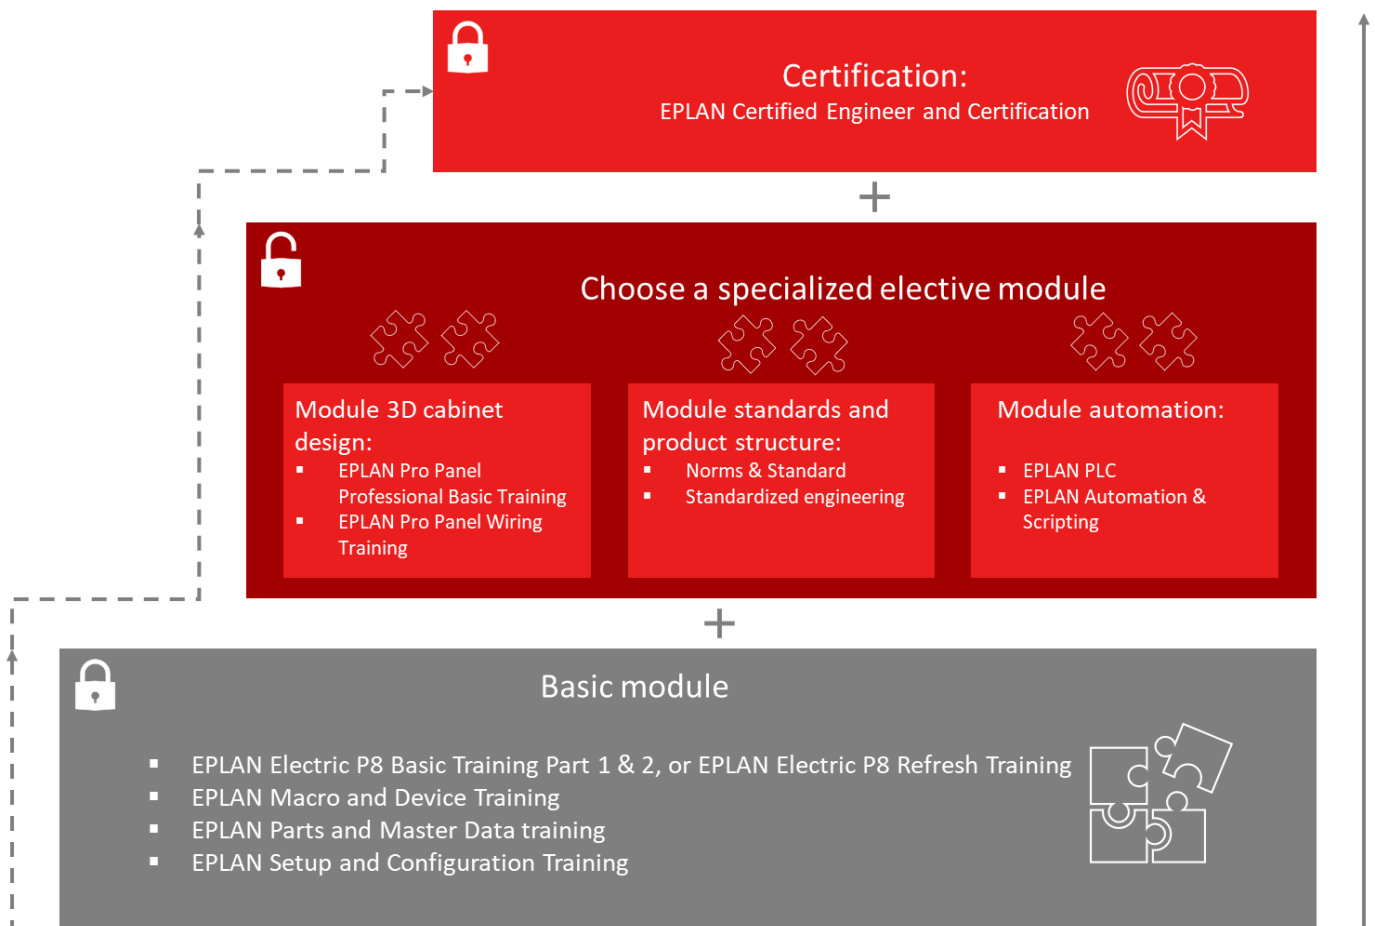 Certification:
EPLAN Certified Engineer and Certification
+
Choose a specialized elective module
Module 3D cabinet
design:
▪ EPLAN Pro Panel
Professional Basic Training
▪ EPLAN Pro Panel Wiring
Training
Module standards and
product structure:
▪ Norms & Standard
▪ Standardized engineering
Module automation:
▪ EPLAN PLC
▪ EPLAN Automation &
Scripting
+
Basic module
▪ EPLAN Electric P8 Basic Training Part 1 & 2, or EPLAN Electric P8 Refresh Training
▪ EPLAN Macro and Device Training
▪ EPLAN Parts and Master Data training
▪ EPLAN Setup and Configuration Training